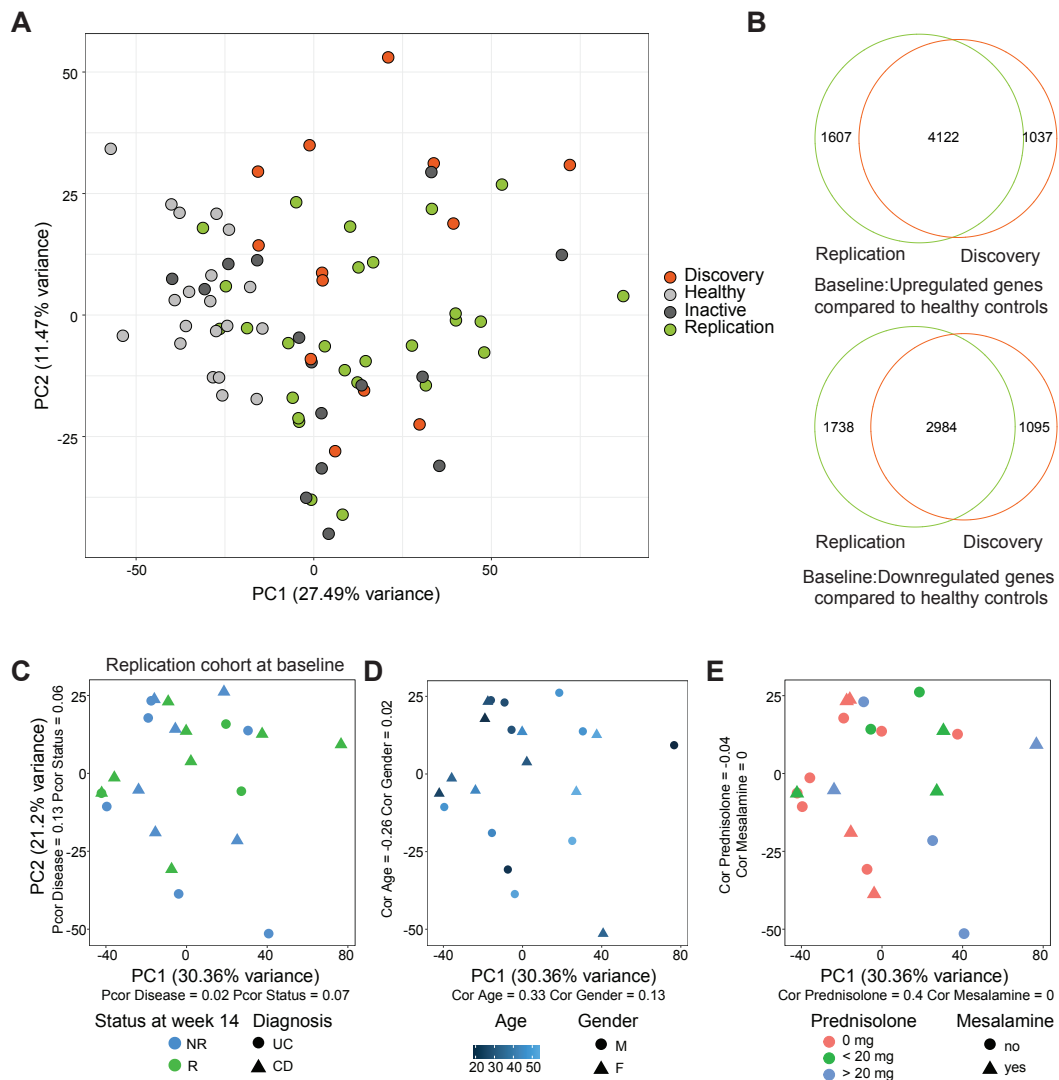 A
PC2 (11.47% variance)
50
25
0
-25
-50
0
50
PC1 (27.49% variance)
Discovery
Healthy
Inactive
Replication
B
1607
4122
1037
Replication
Discovery
Baseline:Upregulated genes
compared to healthy controls
1738
2984
1095
Replication
Discovery
Baseline:Downregulated genes
compared to healthy controls
C
Replication cohort at baseline
PC2 (21.2% variance)
Pcor Disease = 0.13 Pcor Status = 0.06
25
0
-25
-50
-40
0
40
80
PC1 (30.36% variance)
Pcor Disease = 0.02 Pcor Status = 0.07
Status at week 14
NR
R
Diagnosis
UC
CD
D
Cor Age = -0.26 Cor Gender = 0.02
25
0
-25
-50
-40
0
40
80
PC1 (30.36% variance)
Cor Age = 0.33 Cor Gender = 0.13
Age
20 30 40 50
Gender
M
F
E
Cor Prednisolone = -0.04
Cor Mesalamine = 0
25
0
-25
-50
-40
0
40
80
PC1 (30.36% variance)
Cor Prednisolone = 0.4 Cor Mesalamine = 0
Prednisolone
0 mg
< 20 mg
> 20 mg
Mesalamine
no
yes